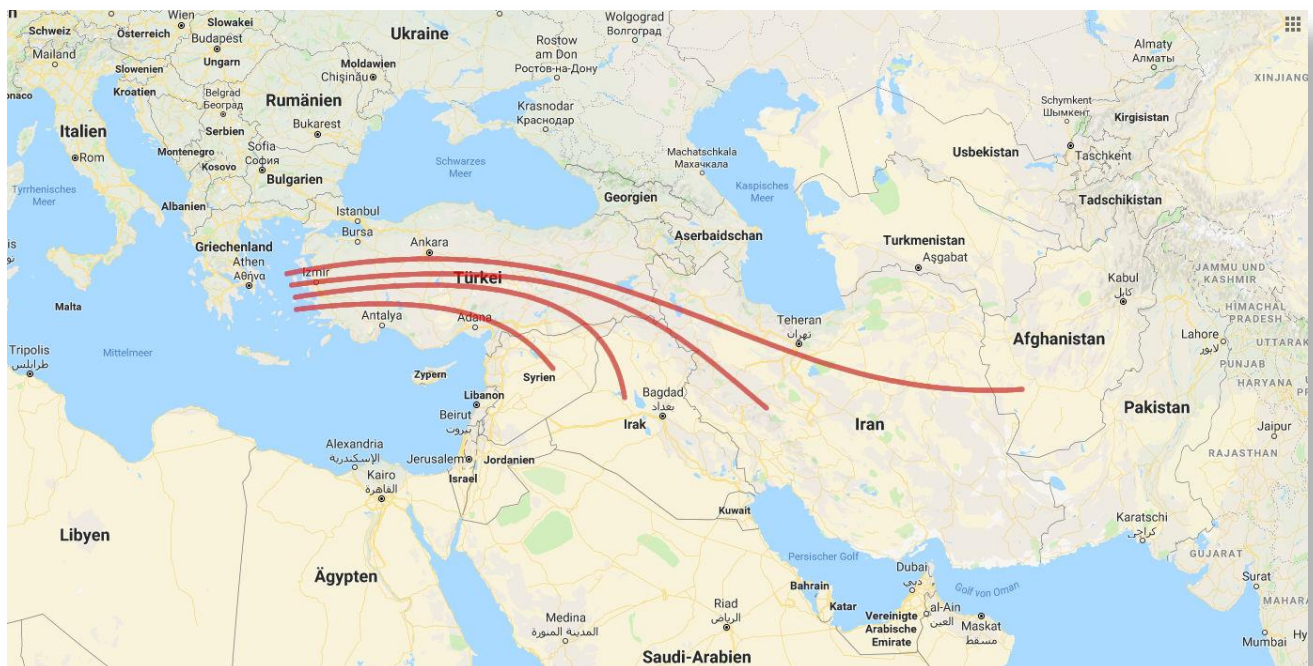 n
Schweiz
Wien
Österreich
Slowakei
Budapest
Ungarn
Ukraine
Wolgograd
Волгоград
Mailand
Slowenien
Kroatien
Moldawien
Chișinău
Rostow
am Don
Ростов-на-Дону
Almaty
Алматы
XINJIANG
onaco
Belgrad
Београд
Rumänien
Bukarest
Krasnodar
Краснодар
Schymkent
Шымкент
Kirgisistan
Italien
Rom
Serbien
Montenegro
Kosovo
Sofia
София
Bulgarien
Schwarzes
Meer
Machatschkala
Махачкала
Usbekistan
Taschkent
Tyrrhenisches
Meer
Albanien
Georgien
Kaspisches
Meer
Tadschikistan
Istanbul
Bursa
Ankara
Aserbaidschan
Turkmenistan
Aşgabat
Griechenland
Athen
Αθήνα
Izmir
Türkei
Kabul
کابل
JAMMU UND
KASHMIR
HIMACHAL
PRADESH
Malta
Antalya
Adana
Teheran
تهران
Afghanistan
Lahore
لاہور
UTTARAK
PUNJAB
HARYANA
Tripolis
طرابلس
Mittelmeer
Zypern
Syrien
Libanon
Beirut
بيروت
Bagdad
بغداد
Irak
Iran
Pakistan
Jaipur
RAJASTHAN
Alexandria
الإسكندرية
Jerusalem
Jordanien
Israel
Kairo
القاهرة
Kuwait
Libyen
Ägypten
Persischer Golf
Karatschi
کراچی
GUJARAT
Bahrain
Katar
Dubai
دبي
Golf von Oman
al-Ain
العين
Maskat
مسقط
Surat
MAHARA
Medina
المدينة المنورة
Riad
الرياض
Vereinigte
Arabische
Emirate
Mumbai
Hy
Saudi-Arabien